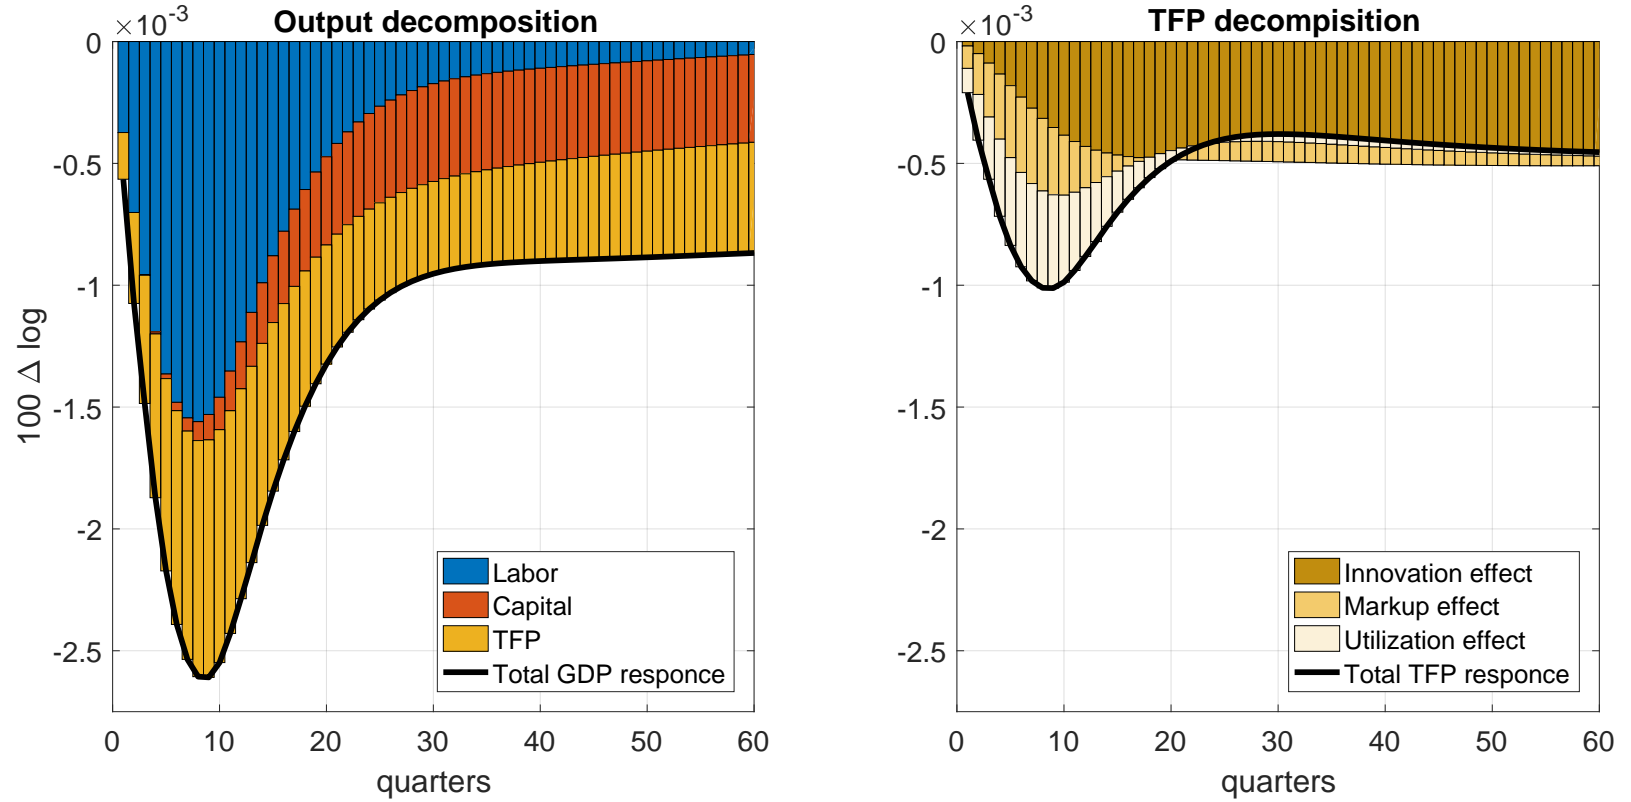 Output decomposition
×10-3
0
-0.5
-1
-1.5
-2
-2.5
100 Δ log
Labor
Capital
TFP
Total GDP responce
0 10 20 30 40 50 60
quarters
TFP decompisition
×10-3
0
-0.5
-1
-1.5
-2
-2.5
Innovation effect
Markup effect
Utilization effect
Total TFP responce
0 10 20 30 40 50 60
quarters